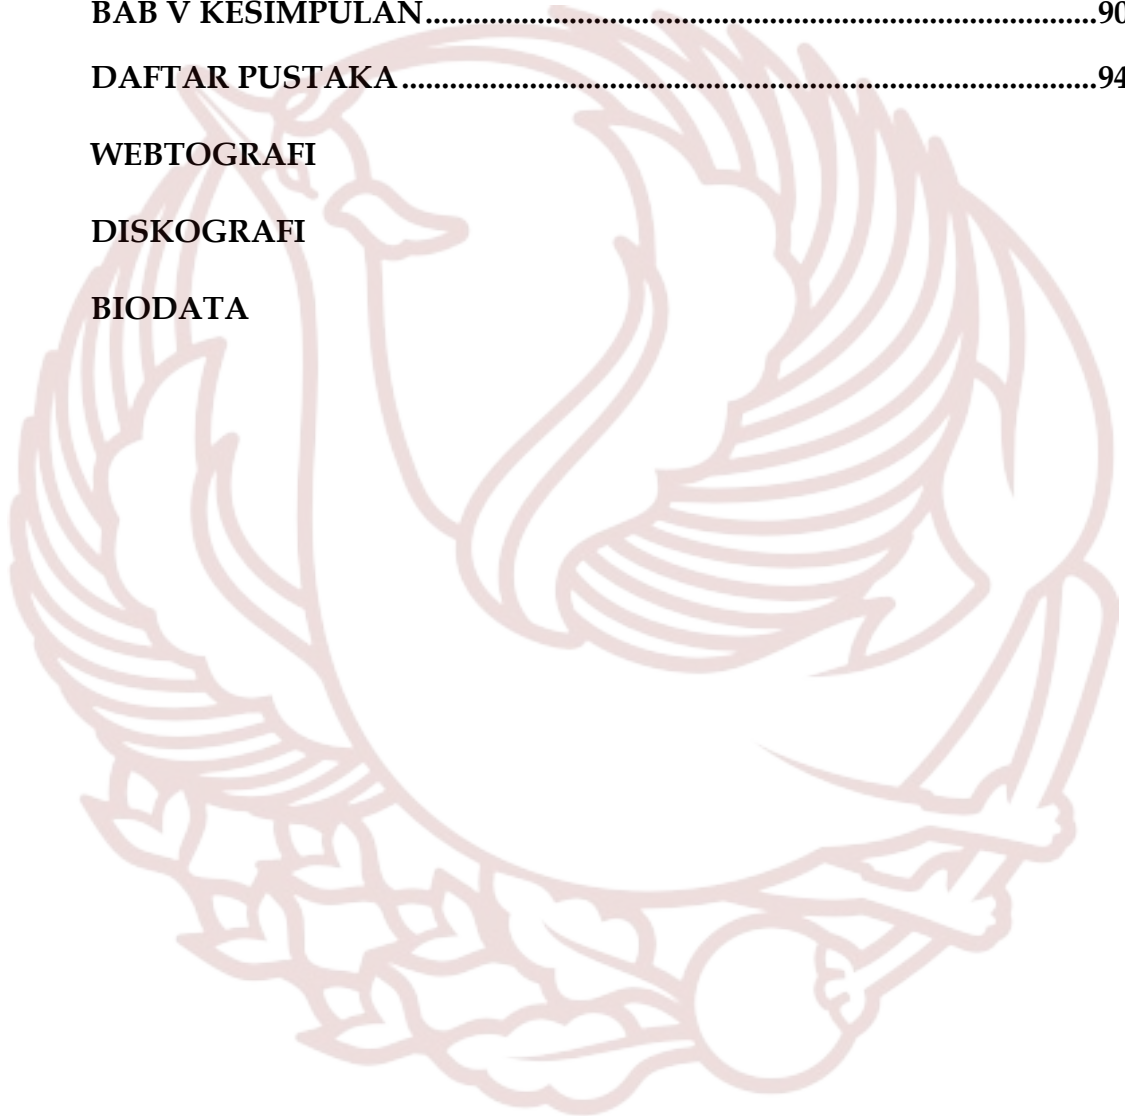 BAB V KESIMPULAN....................................................................................90
DAFTAR PUSTAKA.......................................................................................94
WEBTOGRAFI
DISKOGRAFI
BIODATA